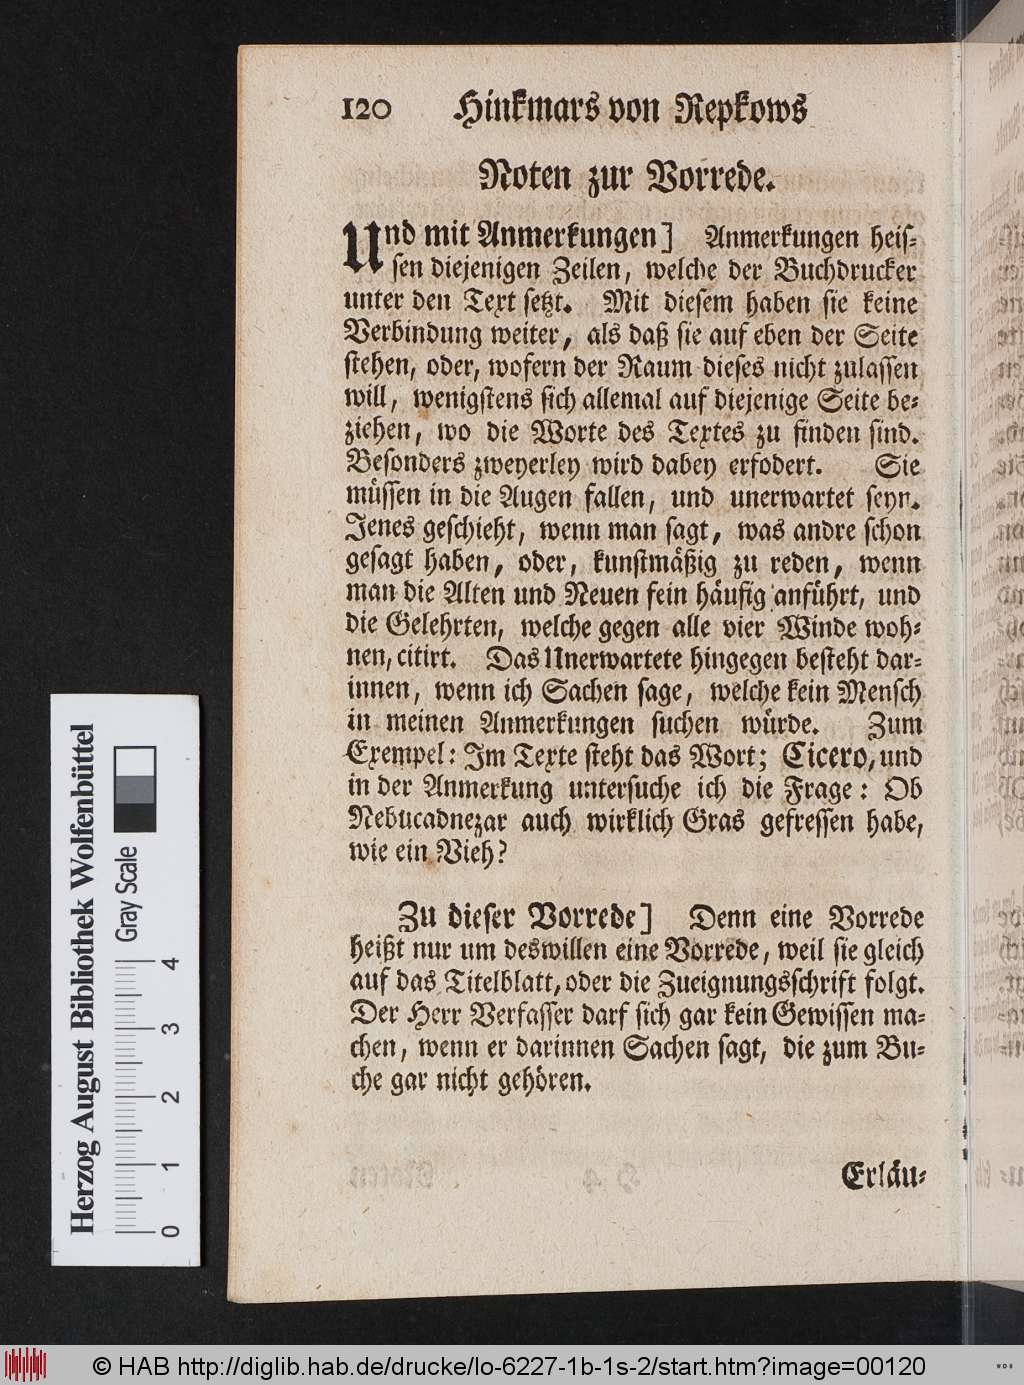 120 Hinkmars von Repkows
Noten zur Vorrede.
Und mit Anmerkungen] Anmerkungen heis-
sen diejenigen Zeilen, welche der Buchdrucker
unter den Text setzt. Mit diesem haben sie keine
Verbindung weiter, als daß sie auf eben der Seite
stehen, oder, wofern der Raum dieses nicht zulassen
will, wenigstens sich allemal auf diejenige Seite be-
ziehen, wo die Worte des Textes zu finden sind.
Besonders zweyerley wird dabey erfodert. Sie
müssen in die Augen fallen, und unerwartet seyn.
Jenes geschieht, wenn man sagt, was andre schon
gesagt haben, oder, kunstmäßig zu reden, wenn
man die Alten und Neuen fein häufig anführt, und
die Gelehrten, welche gegen alle vier Winde woh-
nen, citirt. Das Unerwartete hingegen besteht dar-
innen, wenn ich Sachen sage, welche kein Mensch
in meinen Anmerkungen suchen würde. Zum
Exempel: Im Texte steht das Wort; Cicero, und
in der Anmerkung untersuche ich die Frage: Ob
Nebucadnezar auch wirklich Gras gefressen habe,
wie ein Vieh?
Zu dieser Vorrede] Denn eine Vorrede
heißt nur um deswillen eine Vorrede, weil sie gleich
auf das Titelblatt, oder die Zueignungsschrift folgt.
Der Herr Verfasser darf sich gar kein Gewissen ma-
chen, wenn er darinnen Sachen sagt, die zum Bu-
che gar nicht gehören.
Erläu-
Herzog August Bibliothek Wolfenbüttel
Gray Scale
0 1 2 3 4
© HAB http://diglib.hab.de/drucke/lo-6227-1b-1s-2/start.htm?image=00120